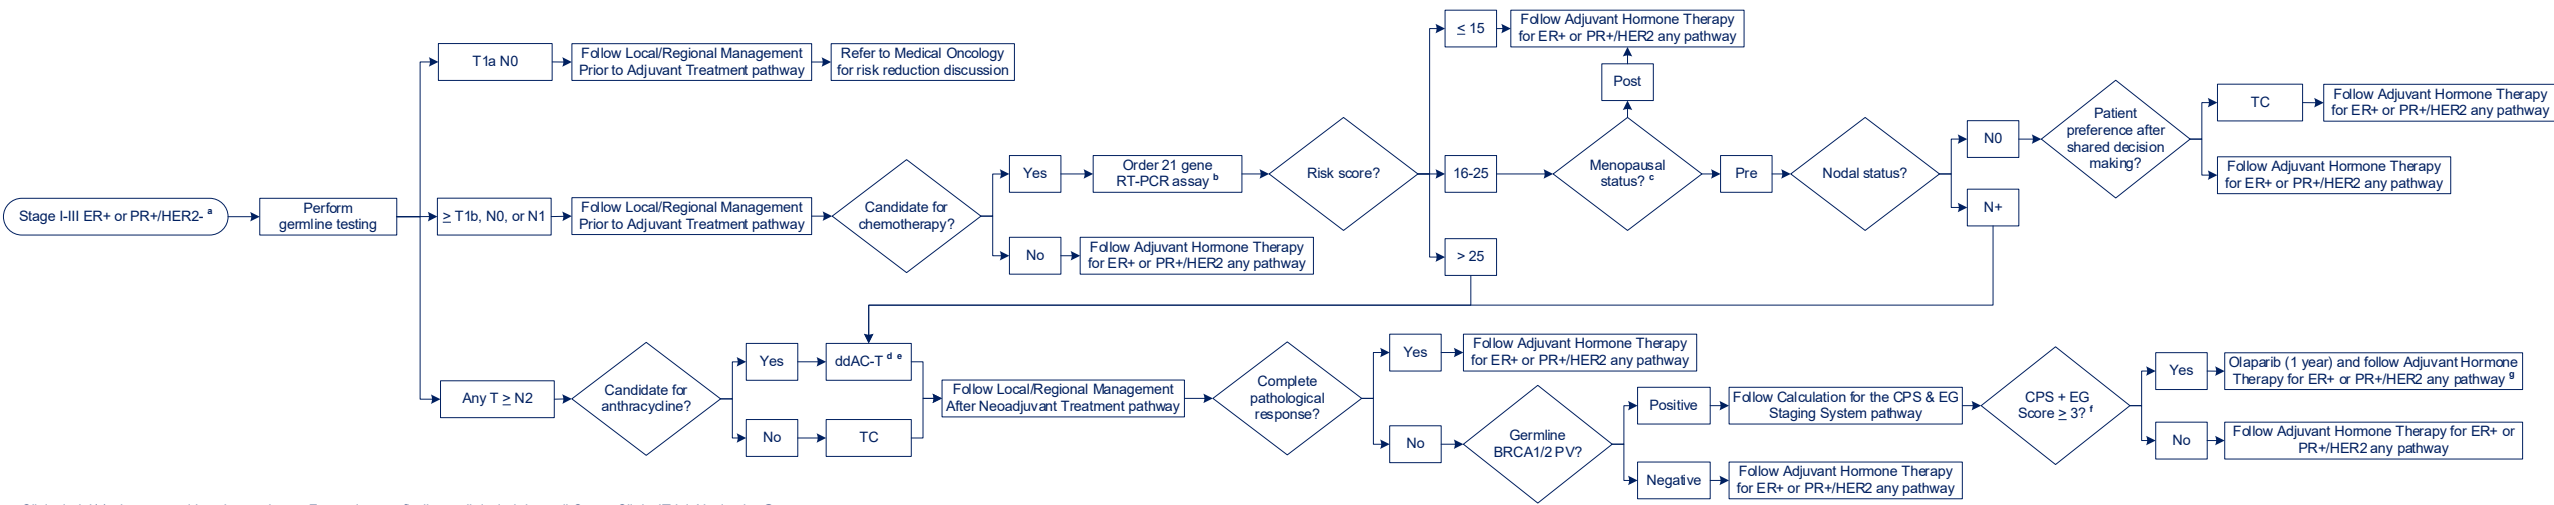 Stage I-III ER+ or PR+/HER2- a
Perform
germline testing
T1a N0
Follow Local/Regional Management
Prior to Adjuvant Treatment pathway
Refer to Medical Oncology
for risk reduction discussion
≥ T1b, N0, or N1
Follow Local/Regional Management
Prior to Adjuvant Treatment pathway
Candidate for
chemotherapy?
Yes
Order 21 gene
RT-PCR assay b
No
Follow Adjuvant Hormone Therapy
for ER+ or PR+/HER2 any pathway
Risk score?
≤ 15
Follow Adjuvant Hormone Therapy
for ER+ or PR+/HER2 any pathway
16-25
Menopausal
status? c
Post
Pre
Nodal status?
N0
Patient
preference after
shared decision
making?
TC
Follow Adjuvant Hormone Therapy
for ER+ or PR+/HER2 any pathway
Follow Adjuvant Hormone Therapy
for ER+ or PR+/HER2 any pathway
N+
> 25
Any T ≥ N2
Candidate for
anthracycline?
Yes
ddAC-T d e
No
TC
Follow Local/Regional Management
After Neoadjuvant Treatment pathway
Complete
pathological
response?
Yes
Follow Adjuvant Hormone Therapy
for ER+ or PR+/HER2 any pathway
No
Germline
BRCA1/2 PV?
Positive
Follow Calculation for the CPS & EG
Staging System pathway
CPS + EG
Score ≥ 3? f
Yes
Olaparib (1 year) and follow Adjuvant Hormone
Therapy for ER+ or PR+/HER2 any pathway g
No
Follow Adjuvant Hormone Therapy for ER+ or
PR+/HER2 any pathway
Negative
Follow Adjuvant Hormone Therapy
for ER+ or PR+/HER2 any pathway